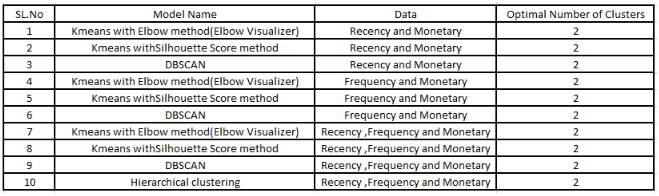 SL.No Model Name Data Optimal Number of Clusters
1 Kmeans with Elbow method(Elbow Visualizer) Recency and Monetary 2
2 Kmeans withSilhouette Score method Recency and Monetary 2
3 DBSCAN Recency and Monetary 2
4 Kmeans with Elbow method(Elbow Visualizer) Frequency and Monetary 2
5 Kmeans withSilhouette Score method Frequency and Monetary 2
6 DBSCAN Frequency and Monetary 2
7 Kmeans with Elbow method(Elbow Visualizer) Recency ,Frequency and Monetary 2
8 Kmeans withSilhouette Score method Recency ,Frequency and Monetary 2
9 DBSCAN Recency ,Frequency and Monetary 2
10 Hierarchical clustering Recency ,Frequency and Monetary 2